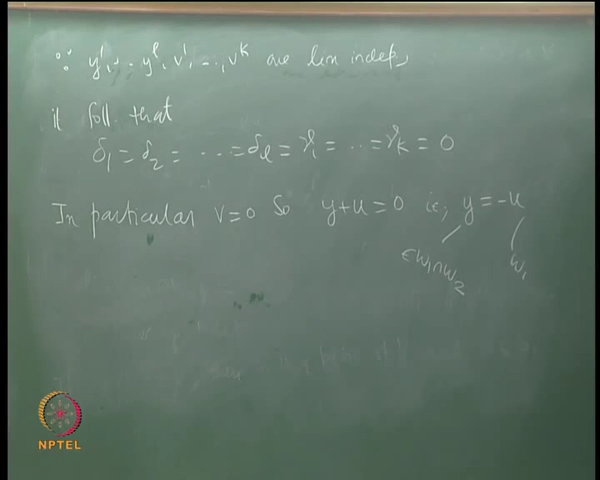 ∵ y¹, .. yˡ, v¹, ..., vᵏ are lin indep,
it foll. that
δ₁ = δ₂ = ... = δₗ = γ₁ = ... = γₖ = 0
In particular v=0 So y+u=0 ie; y = -u
∈W₁∩W₂ W₁
NPTEL